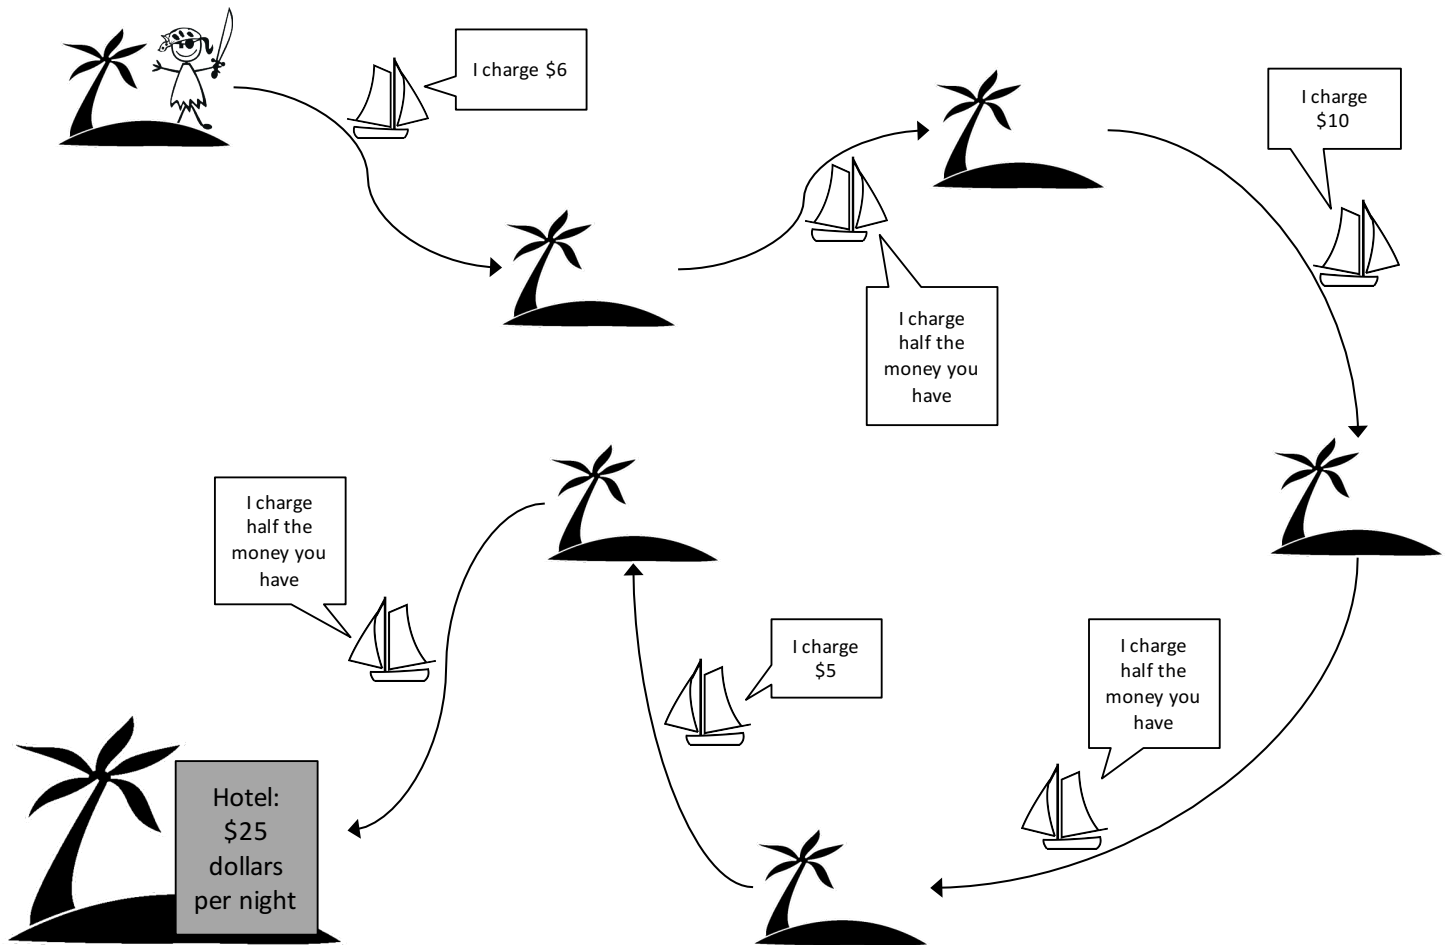 I charge $6
I charge
$10
I charge
half the
money you
have
I charge
half the
money you
have
I charge
$5
I charge
half the
money you
have
Hotel:
$25
dollars
per night